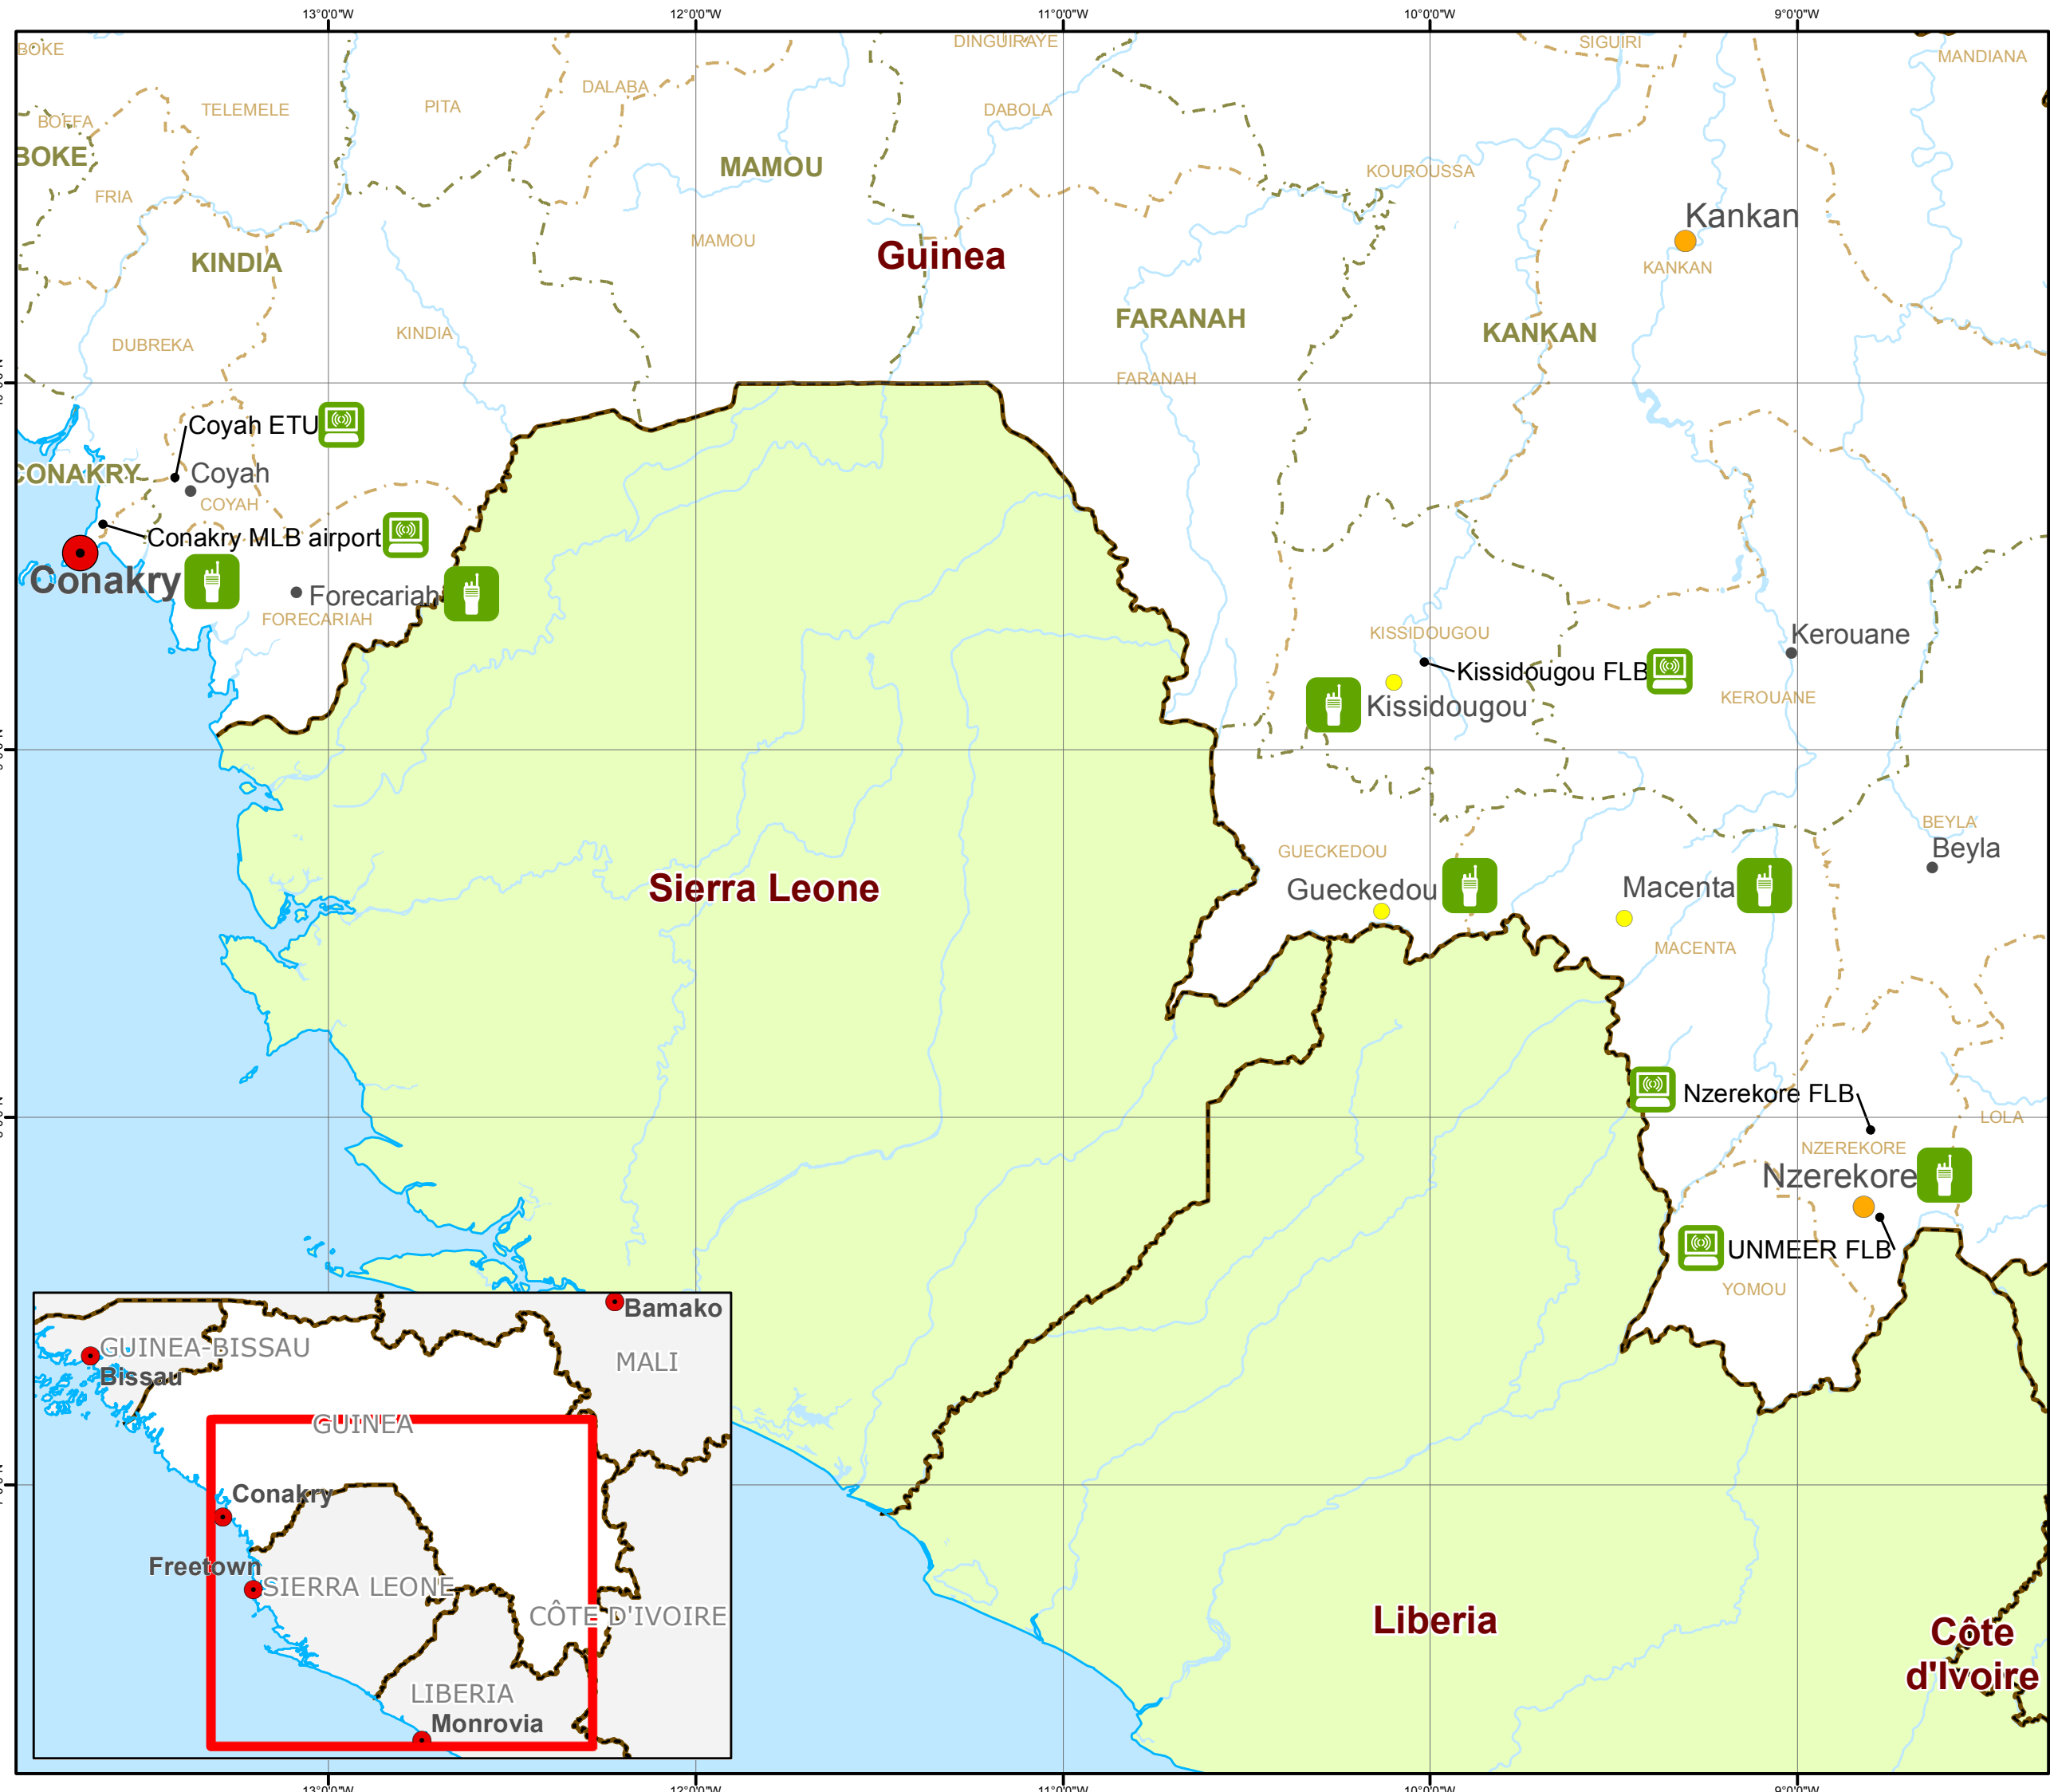 13°0'0"W
12°0'0"W
11°0'0"W
10°0'0"W
9°0'0"W
BOKE
DINGUIRAYE
SIGUIRI
MANDIANA
TELEMELE
PITA
DALABA
DABOLA
BOFFA
BOKE
MAMOU
KOUROUSSA
FRIA
Kankan
MAMOU
Guinea
KINDIA
KANKAN
FARANAH
KANKAN
DUBREKA
KINDIA
FARANAH
Coyah ETU
CONAKRY
Coyah
COYAH
Conakry MLB airport
Conakry
Forecariah
FORECARIAH
KISSIDOUGOU
Kerouane
Kissidougou FLB
KEROUANE
Kissidougou
BEYLA
Beyla
GUECKEDOU
Gueckedou
Macenta
Sierra Leone
MACENTA
Nzerekore FLB
LOLA
NZEREKORE
Nzerekore
UNMEER FLB
YOMOU
Bamako
GUINEA-BISSAU
Bissau
MALI
GUINEA
Conakry
Freetown
SIERRA LEONE
CÔTE D'IVOIRE
LIBERIA
Monrovia
Liberia
Côte
d'Ivoire
13°0'0"W
12°0'0"W
11°0'0"W
10°0'0"W
9°0'0"W